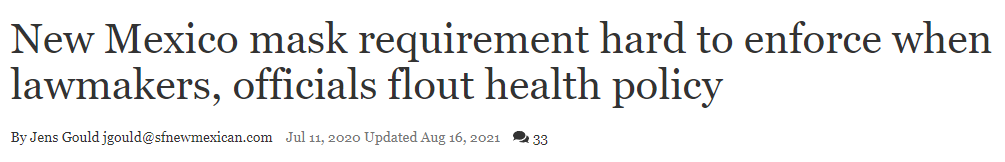 New Mexico mask requirement hard to enforce when
lawmakers, officials flout health policy
By Jens Gould jgould@sfnewmexican.com Jul 11, 2020 Updated Aug 16, 2021 33